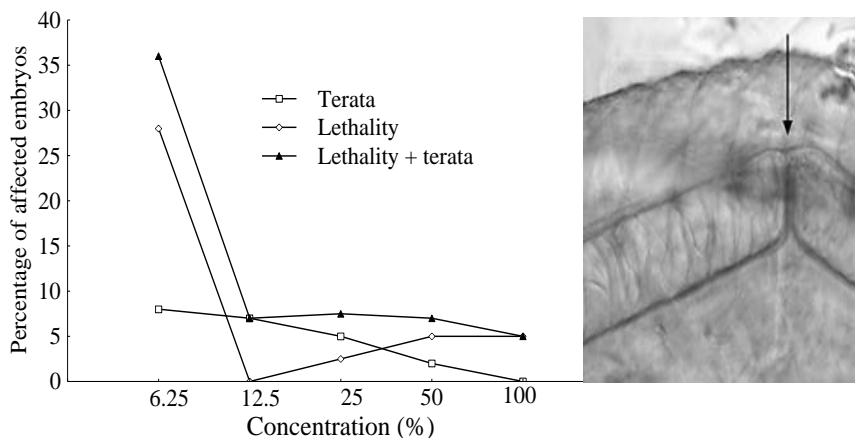 40
35
30
25
20
15
10
5
0
Percentage of affected embryos
Terata
Lethality
Lethality + terata
6.25 12.5 25 50 100
Concentration (%)